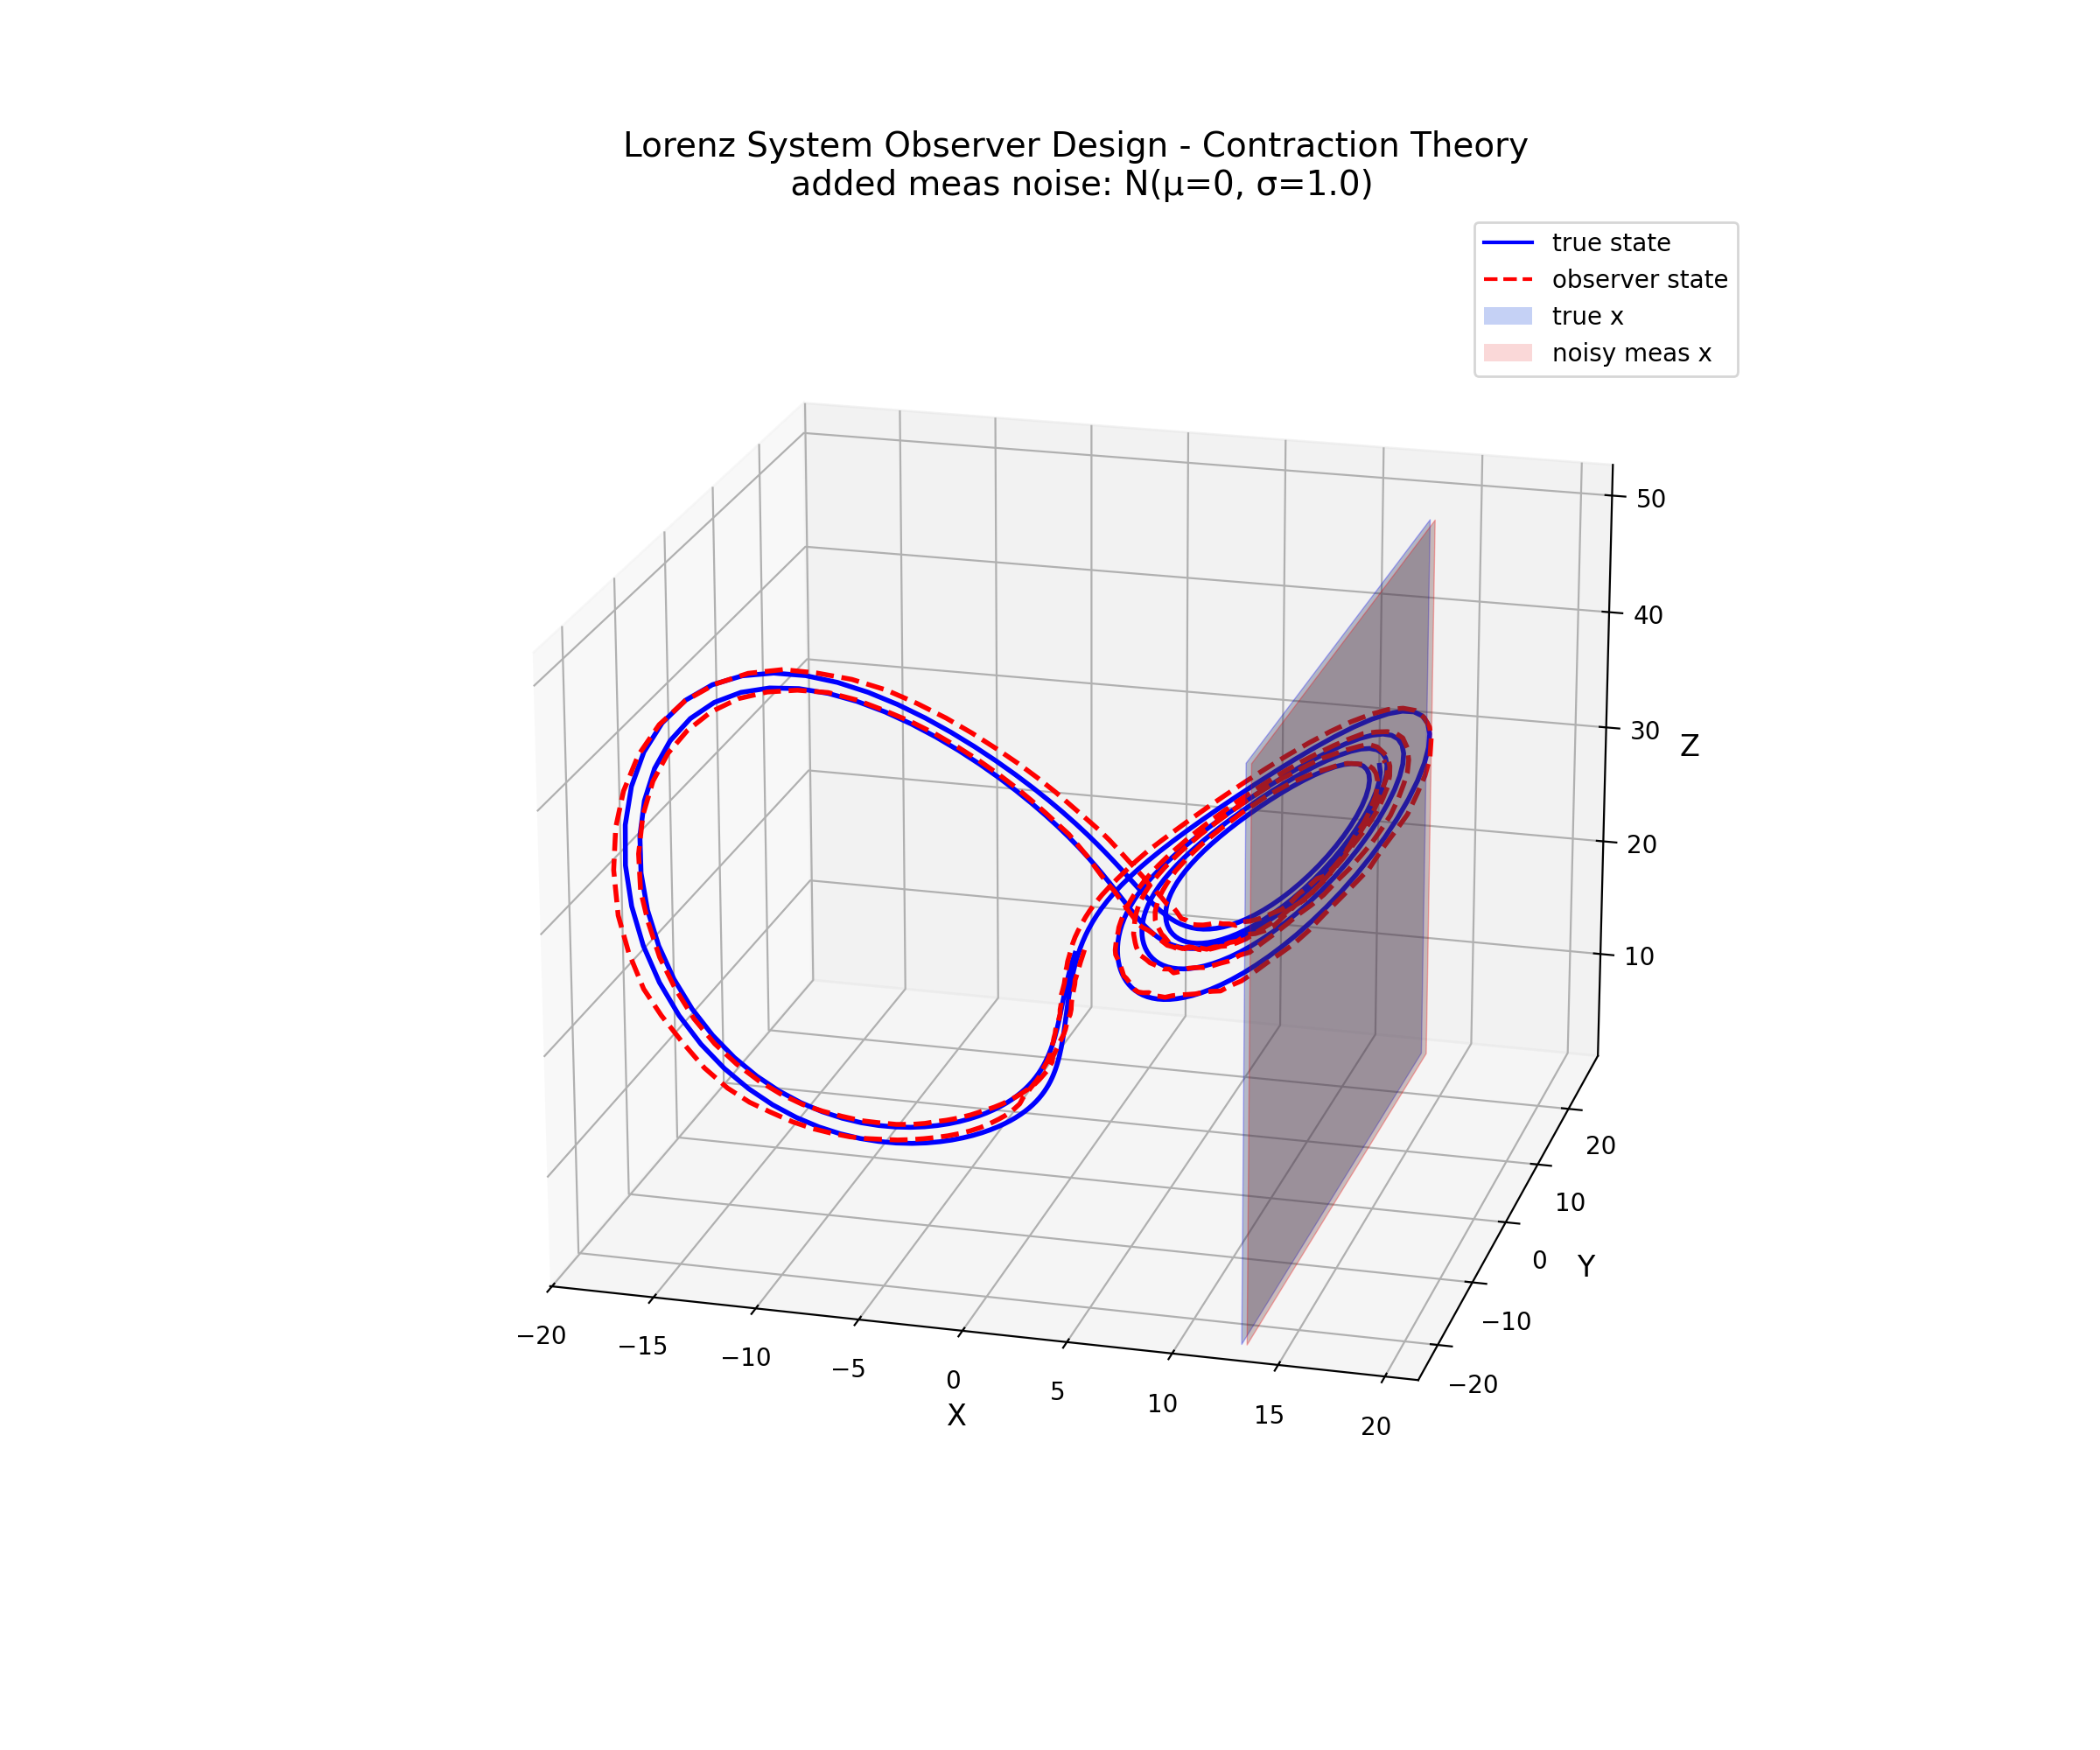 Lorenz System Observer Design - Contraction Theory
added meas noise: N(μ=0, σ=1.0)
true state
observer state
true x
noisy meas x
50
40
30
Z
20
10
20
10
0
Y
−10
−20
−20
−15
−10
−5
0
5
10
15
20
X